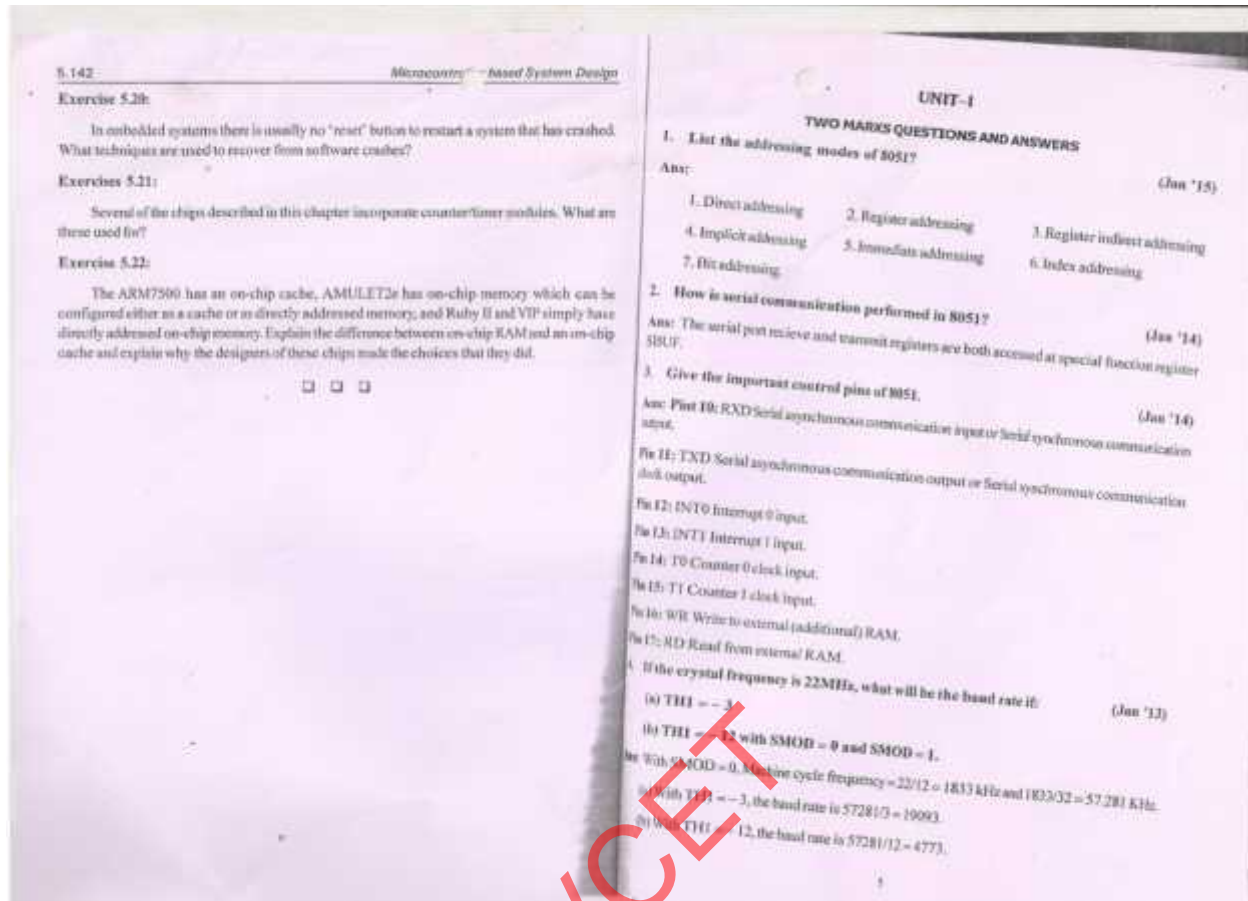 5.142
Microcontr based System Design
Exercise 5.20:
In embedded systems there is usually no 'reset' button to restart a system that has crashed.
What techniques are used to recover from software crashes?
Exercises 5.21:
Several of the chips described in this chapter incorporate counter/timer modules. What are
these used for?
Exercise 5.22:
The ARM7500 has an on-chip cache, AMULET2e has on-chip memory which can be
configured either as a cache or as directly addressed memory, and Ruby II and VIP simply have
directly addressed on-chip memory. Explain the difference between on-chip RAM and an on-chip
cache and explain why the designers of these chips made the choices that they did.
UNIT-I
TWO MARKS QUESTIONS AND ANSWERS
1. List the addressing modes of 8051?
(Jan '15)
Ans:
1. Direct addressing 2. Register addressing 3. Register indirect addressing
4. Implicit addressing 5. Immediate addressing 6. Index addressing
7. Bit addressing
2. How is serial communication performed in 8051?
(Jan '14)
Ans: The serial port recieve and transmit registers are both accessed at special function register
SBUF.
3. Give the important control pins of 8051.
(Jan '14)
Ans: Pint 10: RXD Serial asynchronous communication input or Serial synchronous communication
output.
Pin 11: TXD Serial asynchronous communication output or Serial synchronous communication
clock output.
Pin 12: INT0 Interrupt 0 input.
Pin 13: INT1 Interrupt 1 input.
Pin 14: T0 Counter 0 clock input.
Pin 15: T1 Counter 1 clock input.
Pin 16: WR Write to external (additional) RAM.
Pin 17: RD Read from external RAM.
If the crystal frequency is 22MHz, what will be the baud rate if:
(Jan '13)
(a) TH1 = – 3
(b) TH1 = – 12 with SMOD = 0 and SMOD = 1.
With SMOD = 0, Machine cycle frequency = 22/12 = 1833 kHz and 1833/32 = 57.281 KHz.
(a) With TH1 = – 3, the baud rate is 57281/3 = 19093.
(b) With TH1 = – 12, the baud rate is 57281/12 = 4773.
CET